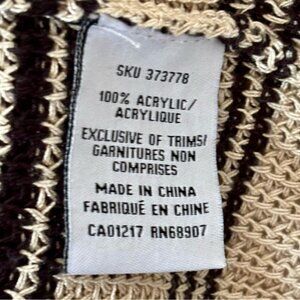 SKU 373778
100% ACRYLIC/
ACRYLIQUE
EXCLUSIVE OF TRIMS/
GARNITURES NON
COMPRISES
MADE IN CHINA
FABRIQUÉ EN CHINE
CA01217 RN68907